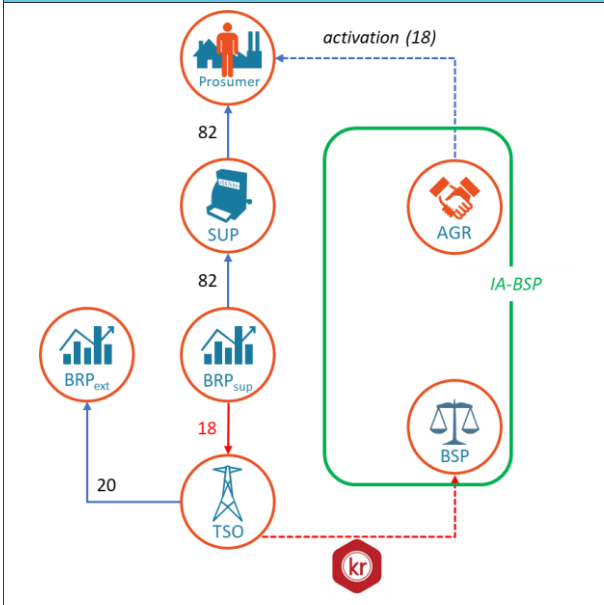 activation (18)
Prosumer
82
SUP
AGR
82
IA-BSP
BRPext
BRPsup
18
BSP
20
TSO
kr